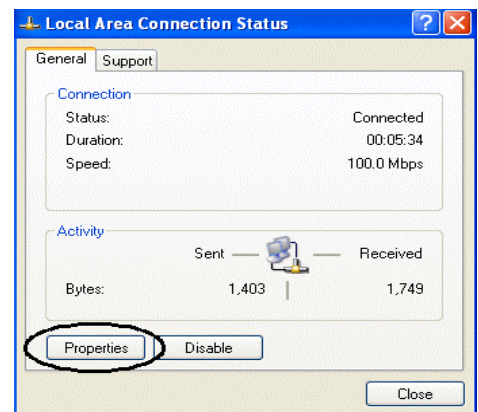 Local Area Connection Status
General Support
Connection
Status: Connected
Duration: 00:05:34
Speed: 100.0 Mbps
Activity
Sent Received
Bytes: 1,403 1,749
Properties Disable
Close